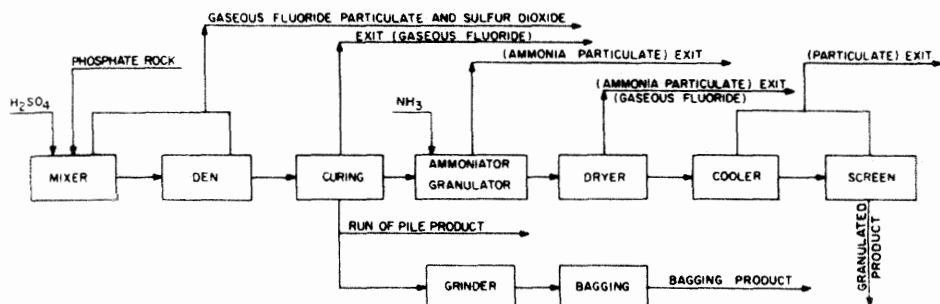 GASEOUS FLUORIDE PARTICULATE AND SULFUR DIOXIDE
EXIT (GASEOUS FLUORIDE)
(AMMONIA PARTICULATE) EXIT
(PARTICULATE) EXIT
PHOSPHATE ROCK
(AMMONIA PARTICULATE) EXIT
(GASEOUS FLUORIDE)
H₂SO₄
NH₃
MIXER
DEN
CURING
AMMONIATOR
GRANULATOR
DRYER
COOLER
SCREEN
RUN OF PILE PRODUCT
GRANULATED
PRODUCT
GRINDER
BAGGING
BAGGING PRODUCT